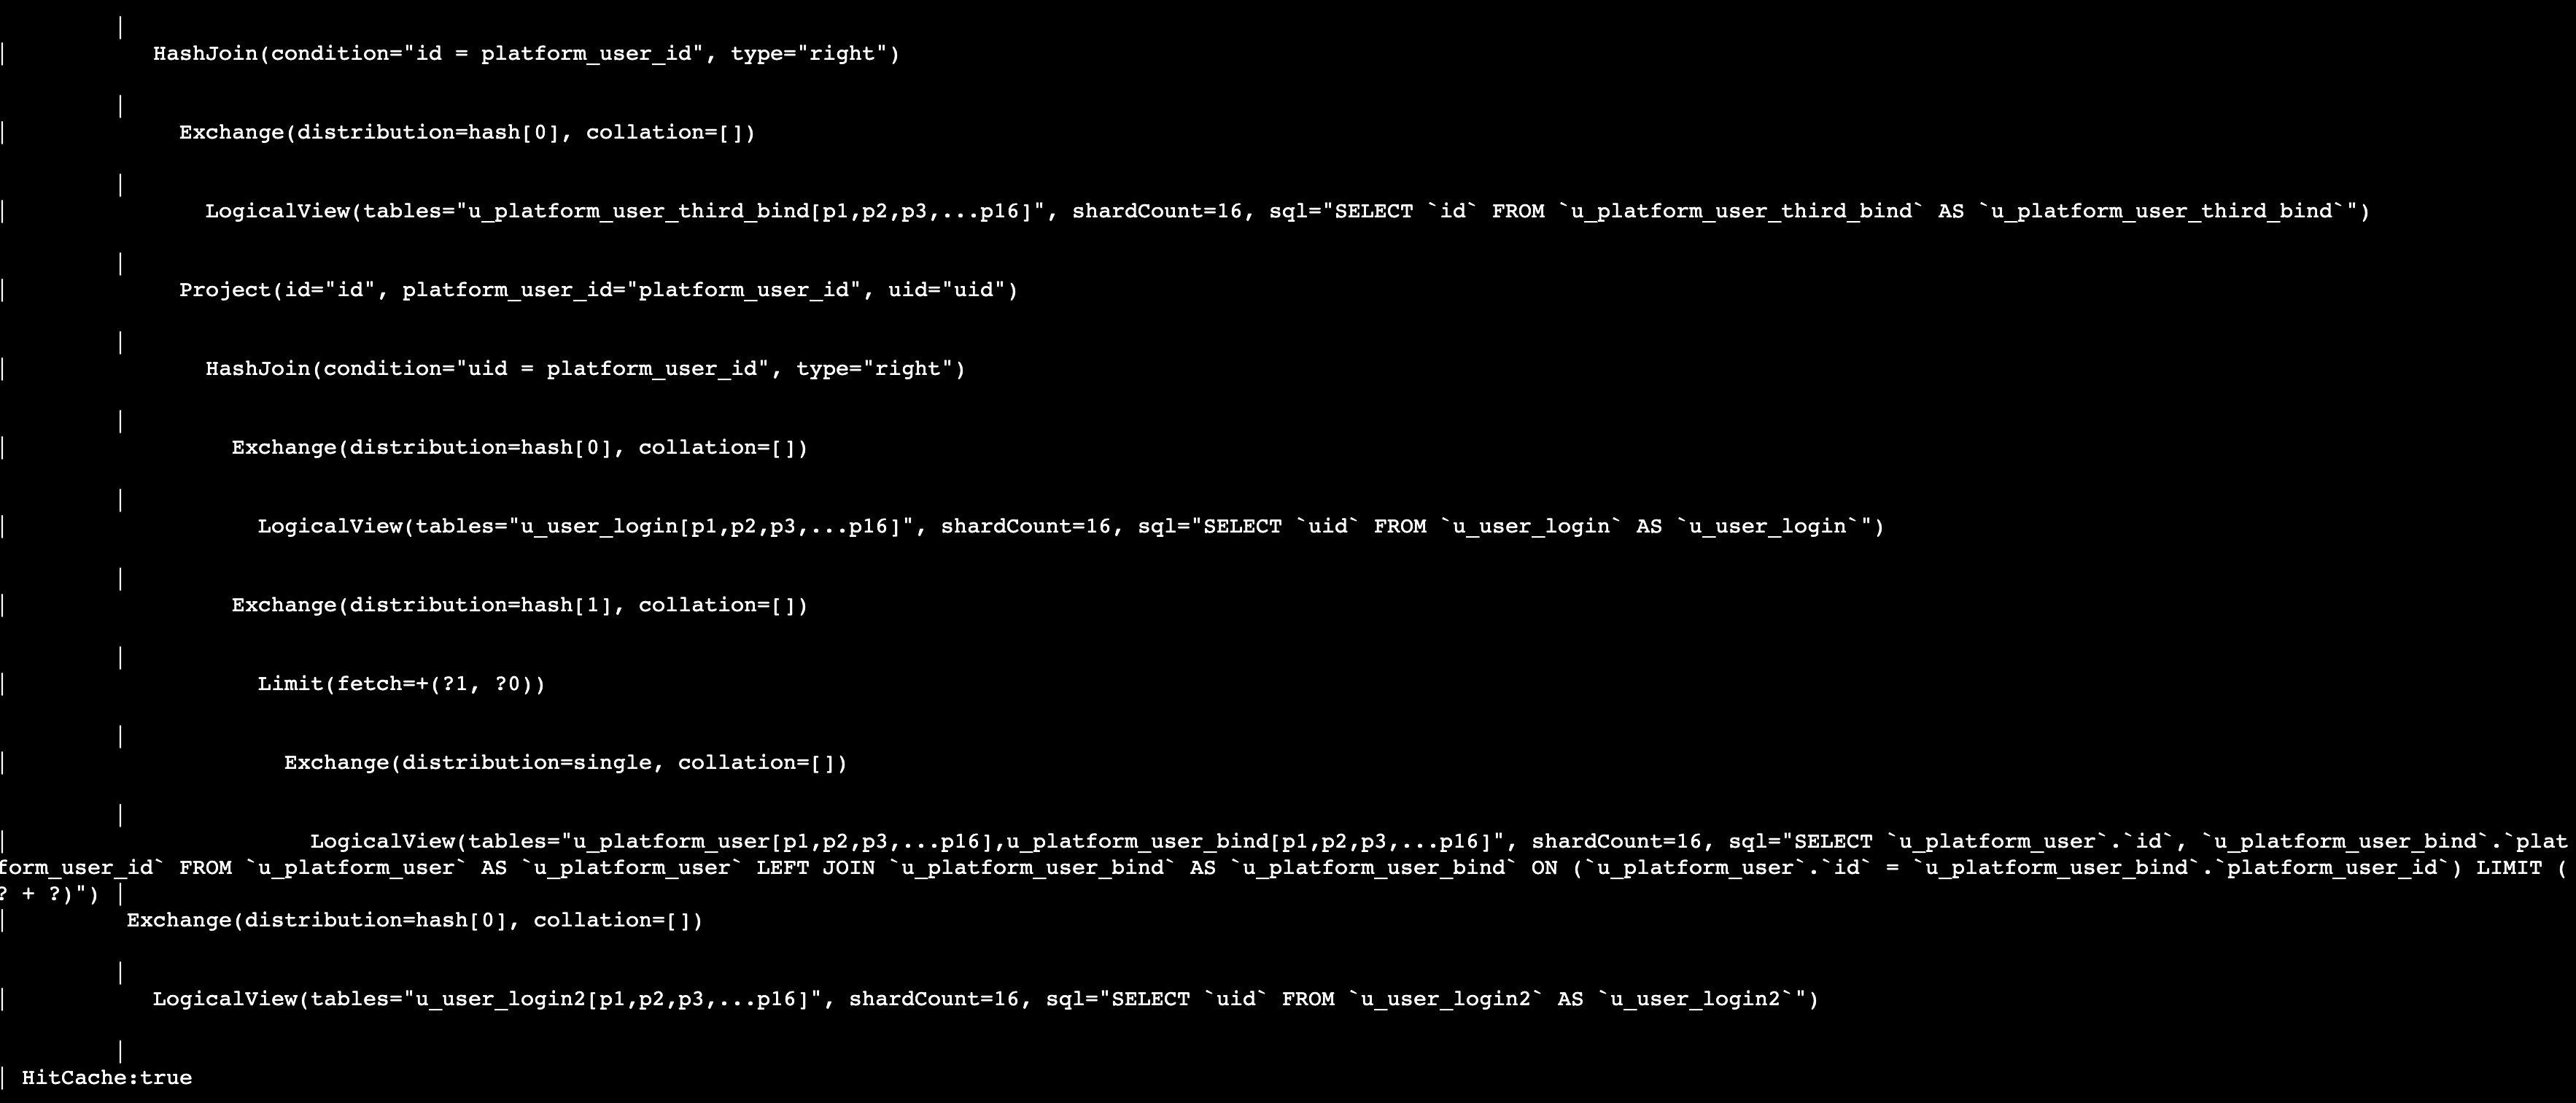 |
| HashJoin(condition="id = platform_user_id", type="right")
|
| Exchange(distribution=hash[0], collation=[])
|
| LogicalView(tables="u_platform_user_third_bind[p1,p2,p3,...p16]", shardCount=16, sql="SELECT `id` FROM `u_platform_user_third_bind` AS `u_platform_user_third_bind`")
|
| Project(id="id", platform_user_id="platform_user_id", uid="uid")
|
| HashJoin(condition="uid = platform_user_id", type="right")
|
| Exchange(distribution=hash[0], collation=[])
|
| LogicalView(tables="u_user_login[p1,p2,p3,...p16]", shardCount=16, sql="SELECT `uid` FROM `u_user_login` AS `u_user_login`")
|
| Exchange(distribution=hash[1], collation=[])
|
| Limit(fetch=+(?1, ?0))
|
| Exchange(distribution=single, collation=[])
|
| LogicalView(tables="u_platform_user[p1,p2,p3,...p16],u_platform_user_bind[p1,p2,p3,...p16]", shardCount=16, sql="SELECT `u_platform_user`.`id`, `u_platform_user_bind`.`plat
form_user_id` FROM `u_platform_user` AS `u_platform_user` LEFT JOIN `u_platform_user_bind` AS `u_platform_user_bind` ON (`u_platform_user`.`id` = `u_platform_user_bind`.`platform_user_id`) LIMIT (
? + ?)") |
| Exchange(distribution=hash[0], collation=[])
|
| LogicalView(tables="u_user_login2[p1,p2,p3,...p16]", shardCount=16, sql="SELECT `uid` FROM `u_user_login2` AS `u_user_login2`")
|
| HitCache:true